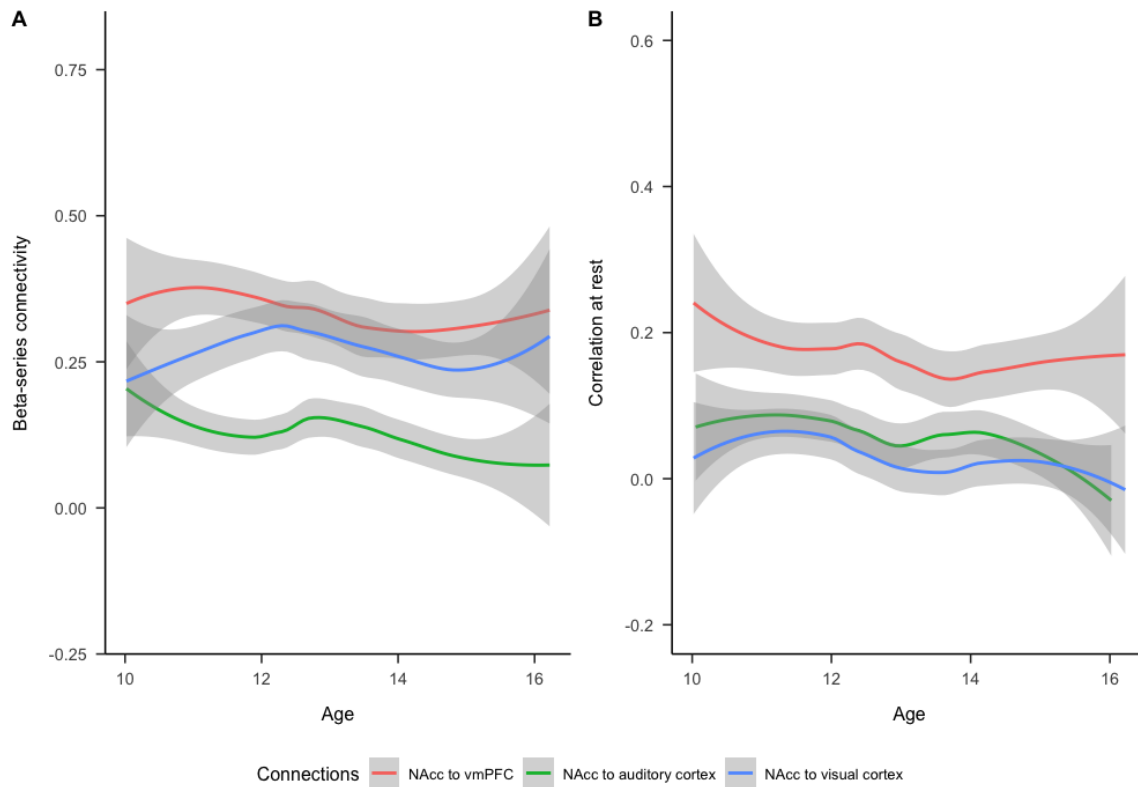 A
B
0.75
0.50
0.25
0.00
-0.25
Beta-series connectivity
10 12 14 16
Age
0.6
0.4
0.2
0.0
-0.2
Correlation at rest
10 12 14 16
Age
Connections NAcc to vmPFC NAcc to auditory cortex NAcc to visual cortex